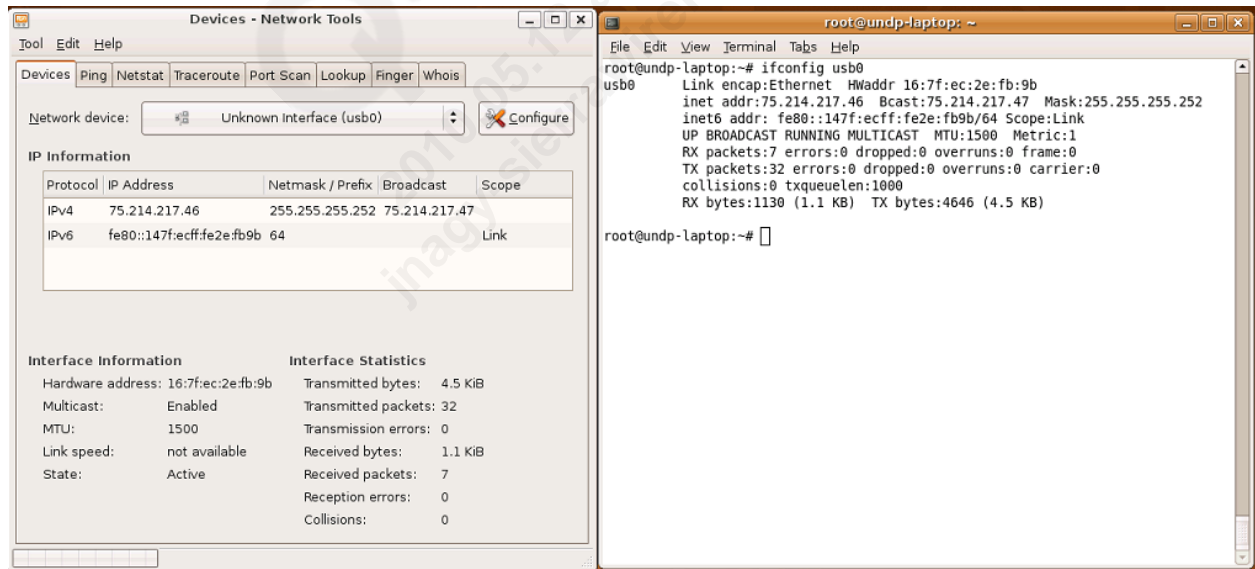 Devices - Network Tools
Tool Edit Help
Devices Ping Netstat Traceroute Port Scan Lookup Finger Whois
Network device: Unknown Interface (usb0) Configure
IP Information
Protocol IP Address Netmask / Prefix Broadcast Scope
IPv4 75.214.217.46 255.255.255.252 75.214.217.47
IPv6 fe80::147f:ecff:fe2e:fb9b 64 Link
Interface Information
Hardware address: 16:7f:ec:2e:fb:9b
Multicast: Enabled
MTU: 1500
Link speed: not available
State: Active
Interface Statistics
Transmitted bytes: 4.5 KiB
Transmitted packets: 32
Transmission errors: 0
Received bytes: 1.1 KiB
Received packets: 7
Reception errors: 0
Collisions: 0
root@undp-laptop: ~
File Edit View Terminal Tabs Help
root@undp-laptop:~# ifconfig usb0
usb0 Link encap:Ethernet HWaddr 16:7f:ec:2e:fb:9b
inet addr:75.214.217.46 Bcast:75.214.217.47 Mask:255.255.255.252
inet6 addr: fe80::147f:ecff:fe2e:fb9b/64 Scope:Link
UP BROADCAST RUNNING MULTICAST MTU:1500 Metric:1
RX packets:7 errors:0 dropped:0 overruns:0 frame:0
TX packets:32 errors:0 dropped:0 overruns:0 carrier:0
collisions:0 txqueuelen:1000
RX bytes:1130 (1.1 KB) TX bytes:4646 (4.5 KB)
root@undp-laptop:~#